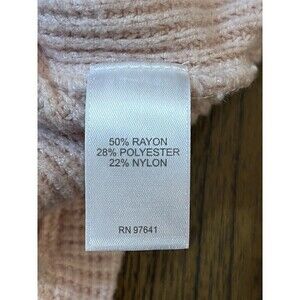 50% RAYON
28% POLYESTER
22% NYLON
RN 97641